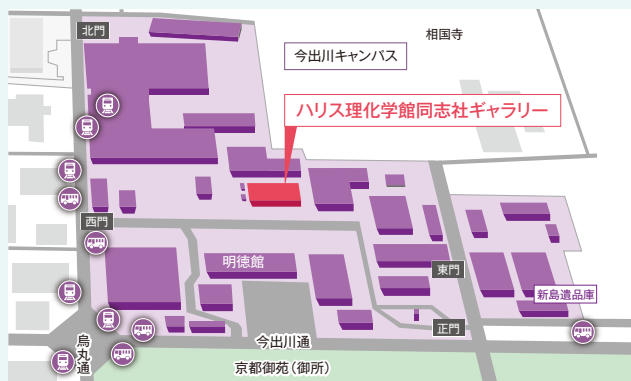 北門
相国寺
今出川キャンパス
ハリス理化学館同志社ギャラリー
西門
明徳館
東門
新島遺品庫
正門
今出川通
烏丸通
京都御苑（御所）